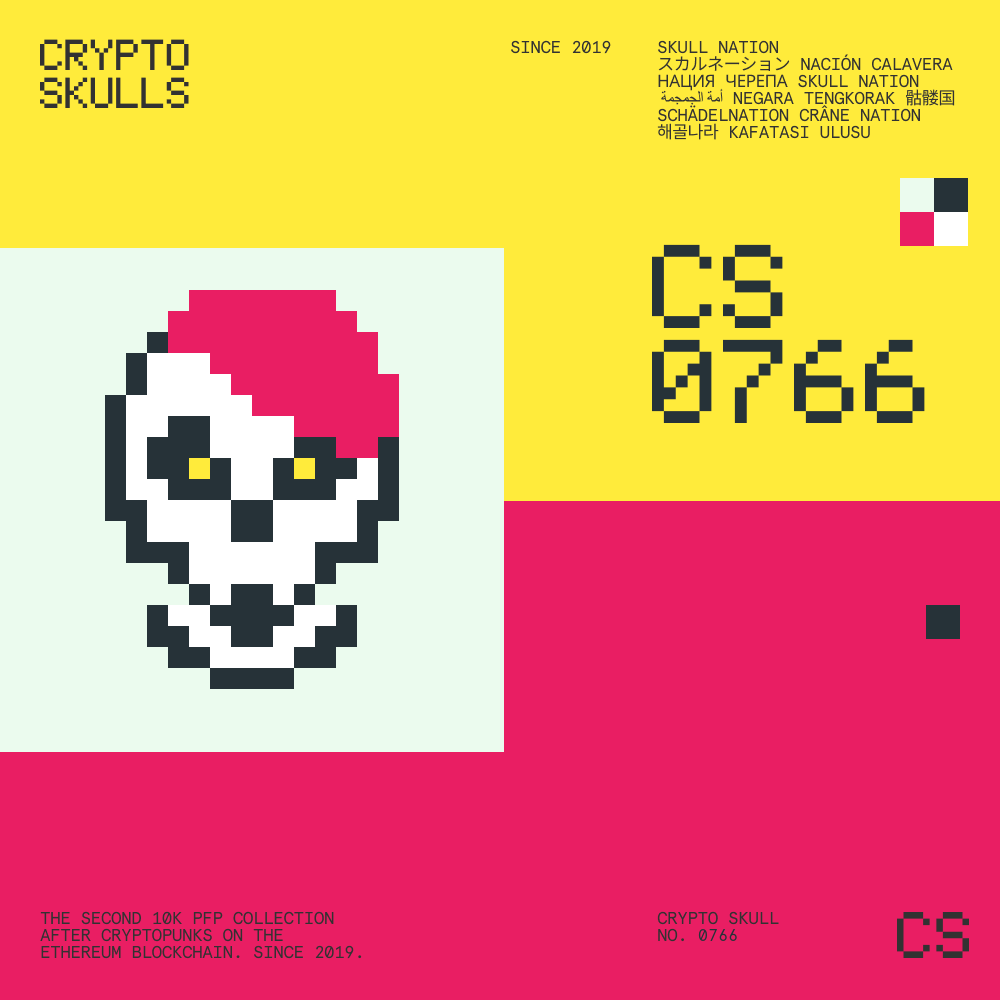 CRYPTO
SKULLS
SINCE 2019
SKULL NATION
スカルネーション NACIÓN CALAVERA
НАЦИЯ ЧЕРЕПА SKULL NATION
أمة الجمجمة NEGARA TENGKORAK 骷髅国
SCHÄDELNATION CRÂNE NATION
해골나라 KAFATASI ULUSU
CS
0766
THE SECOND 10K PFP COLLECTION
AFTER CRYPTOPUNKS ON THE
ETHEREUM BLOCKCHAIN. SINCE 2019.
CRYPTO SKULL
NO. 0766
CS